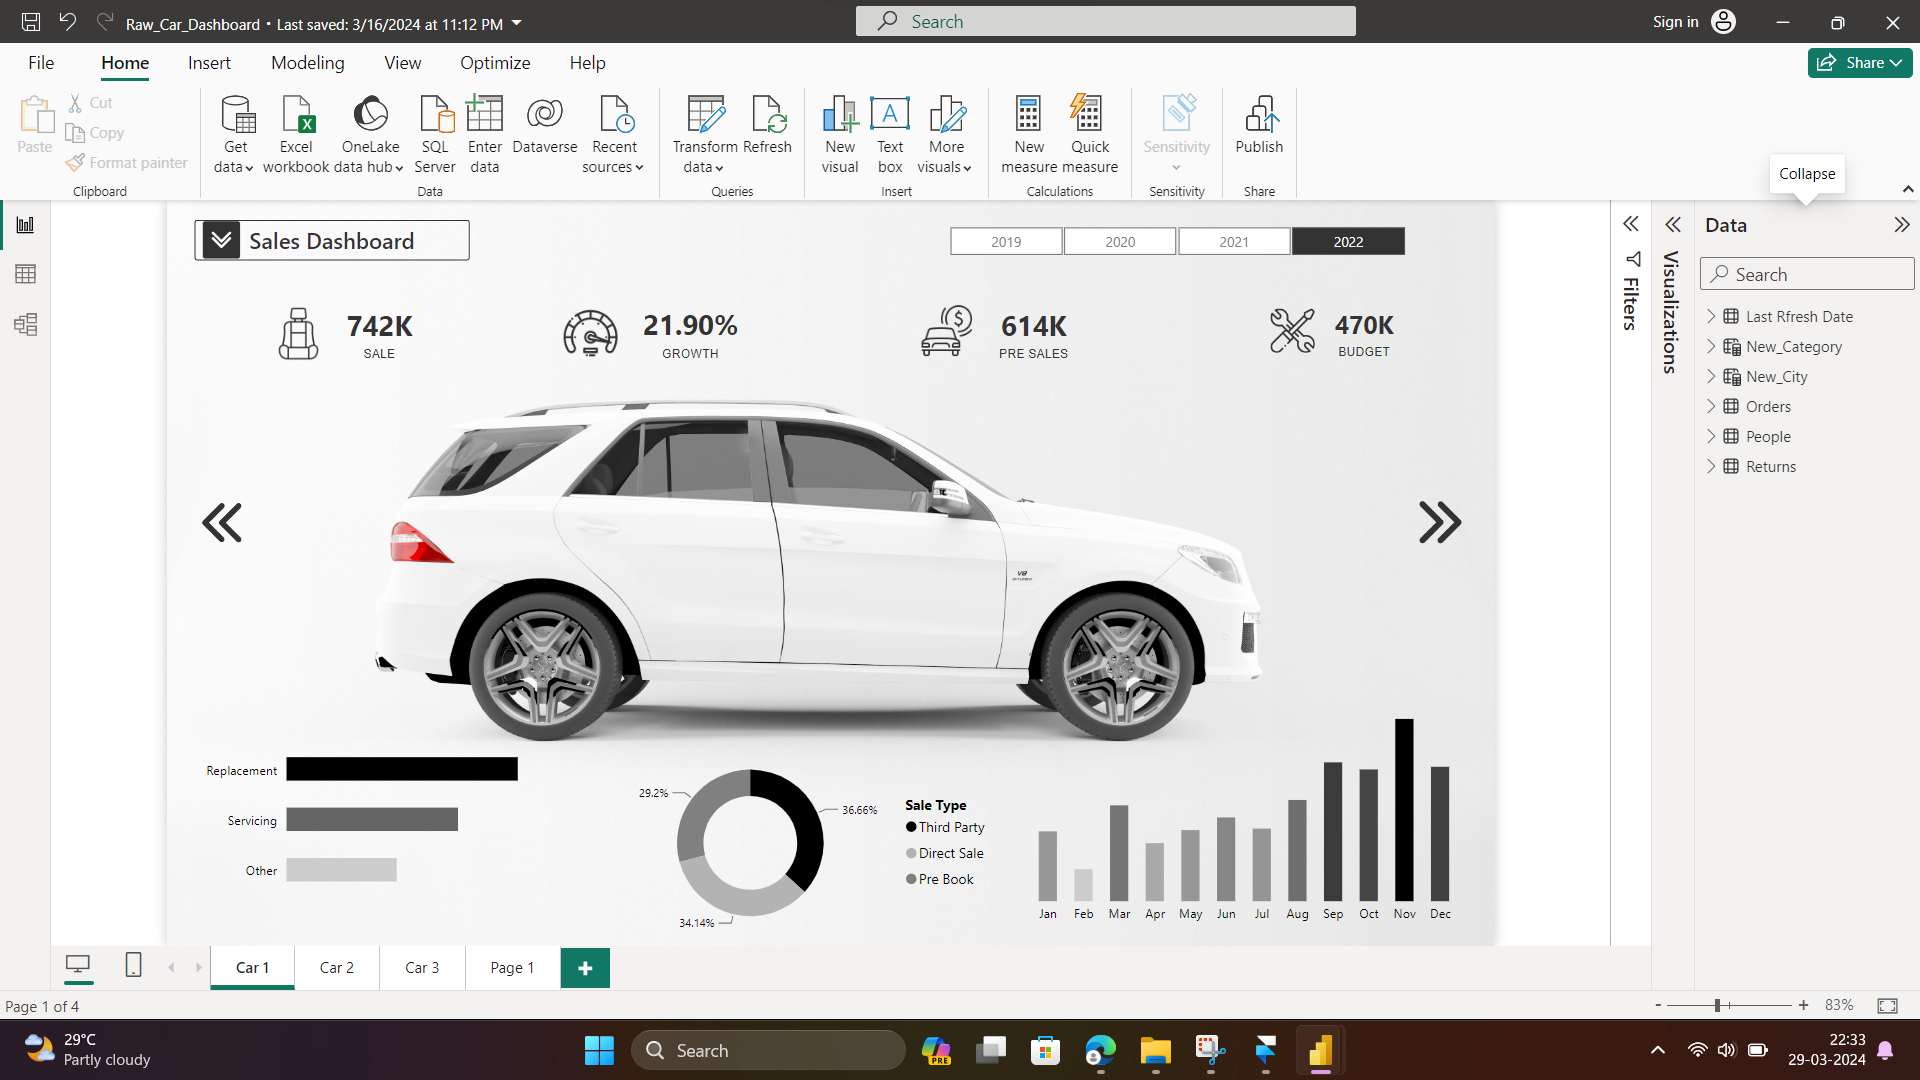 Raw_Car_Dashboard • Last saved: 3/16/2024 at 11:12 PM
Search
Sign in
File Home Insert Modeling View Optimize Help
Share
Paste
Cut
Copy
Format painter
Clipboard
Get data
Excel workbook
OneLake data hub
SQL Server
Enter data
Dataverse
Recent sources
Data
Transform data
Refresh
Queries
New visual
Text box
More visuals
Insert
New measure
Quick measure
Calculations
Sensitivity
Sensitivity
Publish
Share
Collapse
Sales Dashboard
2019 2020 2021 2022
742K
SALE
21.90%
GROWTH
614K
PRE SALES
470K
BUDGET
V8
Replacement
Servicing
Other
29.2%
36.66%
34.14%
Sale Type
Third Party
Direct Sale
Pre Book
Jan Feb Mar Apr May Jun Jul Aug Sep Oct Nov Dec
Filters
Visualizations
Data
Search
Last Rfresh Date
New_Category
New_City
Orders
People
Returns
Car 1 Car 2 Car 3 Page 1 +
Page 1 of 4
- + 83%
29°C
Partly cloudy
Search
PRE
22:33
29-03-2024